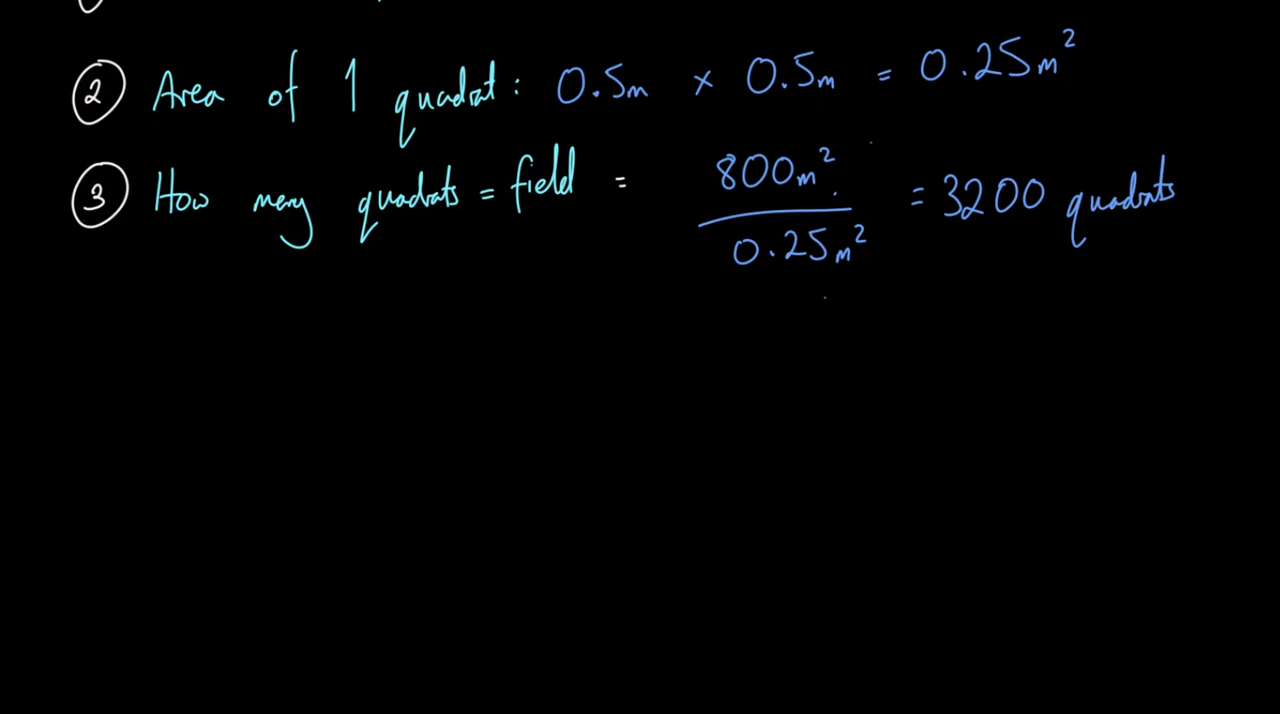 ② Area of 1 quadrat: 0.5m × 0.5m = 0.25m²
③ How many quadrats = field = 800m² / 0.25m² = 3200 quadrats